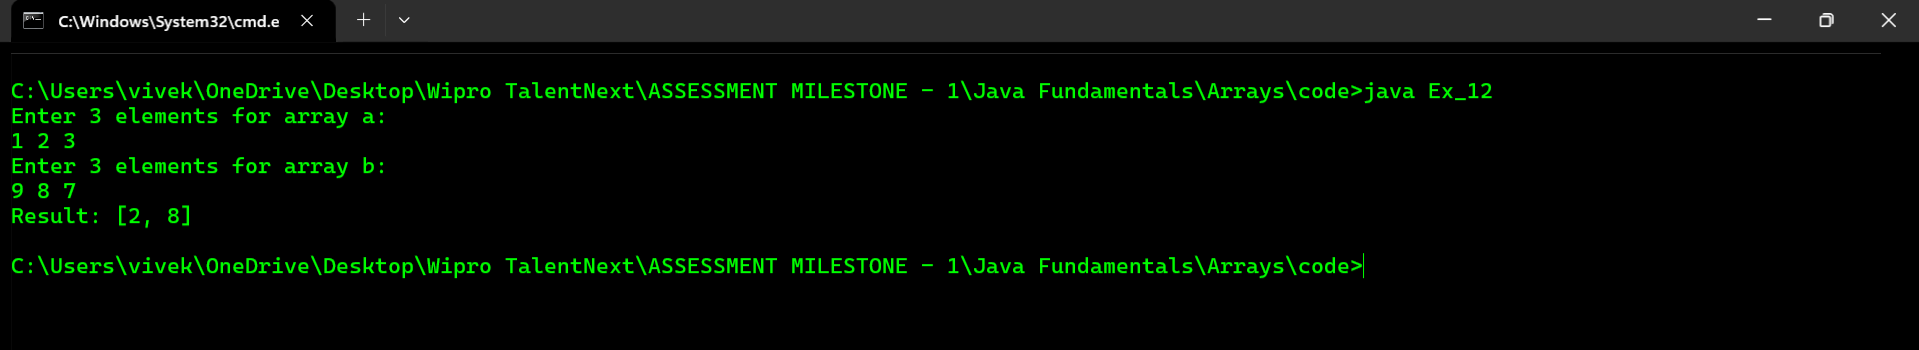 C:\Windows\System32\cmd.e
C:\Users\vivek\OneDrive\Desktop\Wipro TalentNext\ASSESSMENT MILESTONE - 1\Java Fundamentals\Arrays\code>java Ex_12
Enter 3 elements for array a:
1 2 3
Enter 3 elements for array b:
9 8 7
Result: [2, 8]
C:\Users\vivek\OneDrive\Desktop\Wipro TalentNext\ASSESSMENT MILESTONE - 1\Java Fundamentals\Arrays\code>